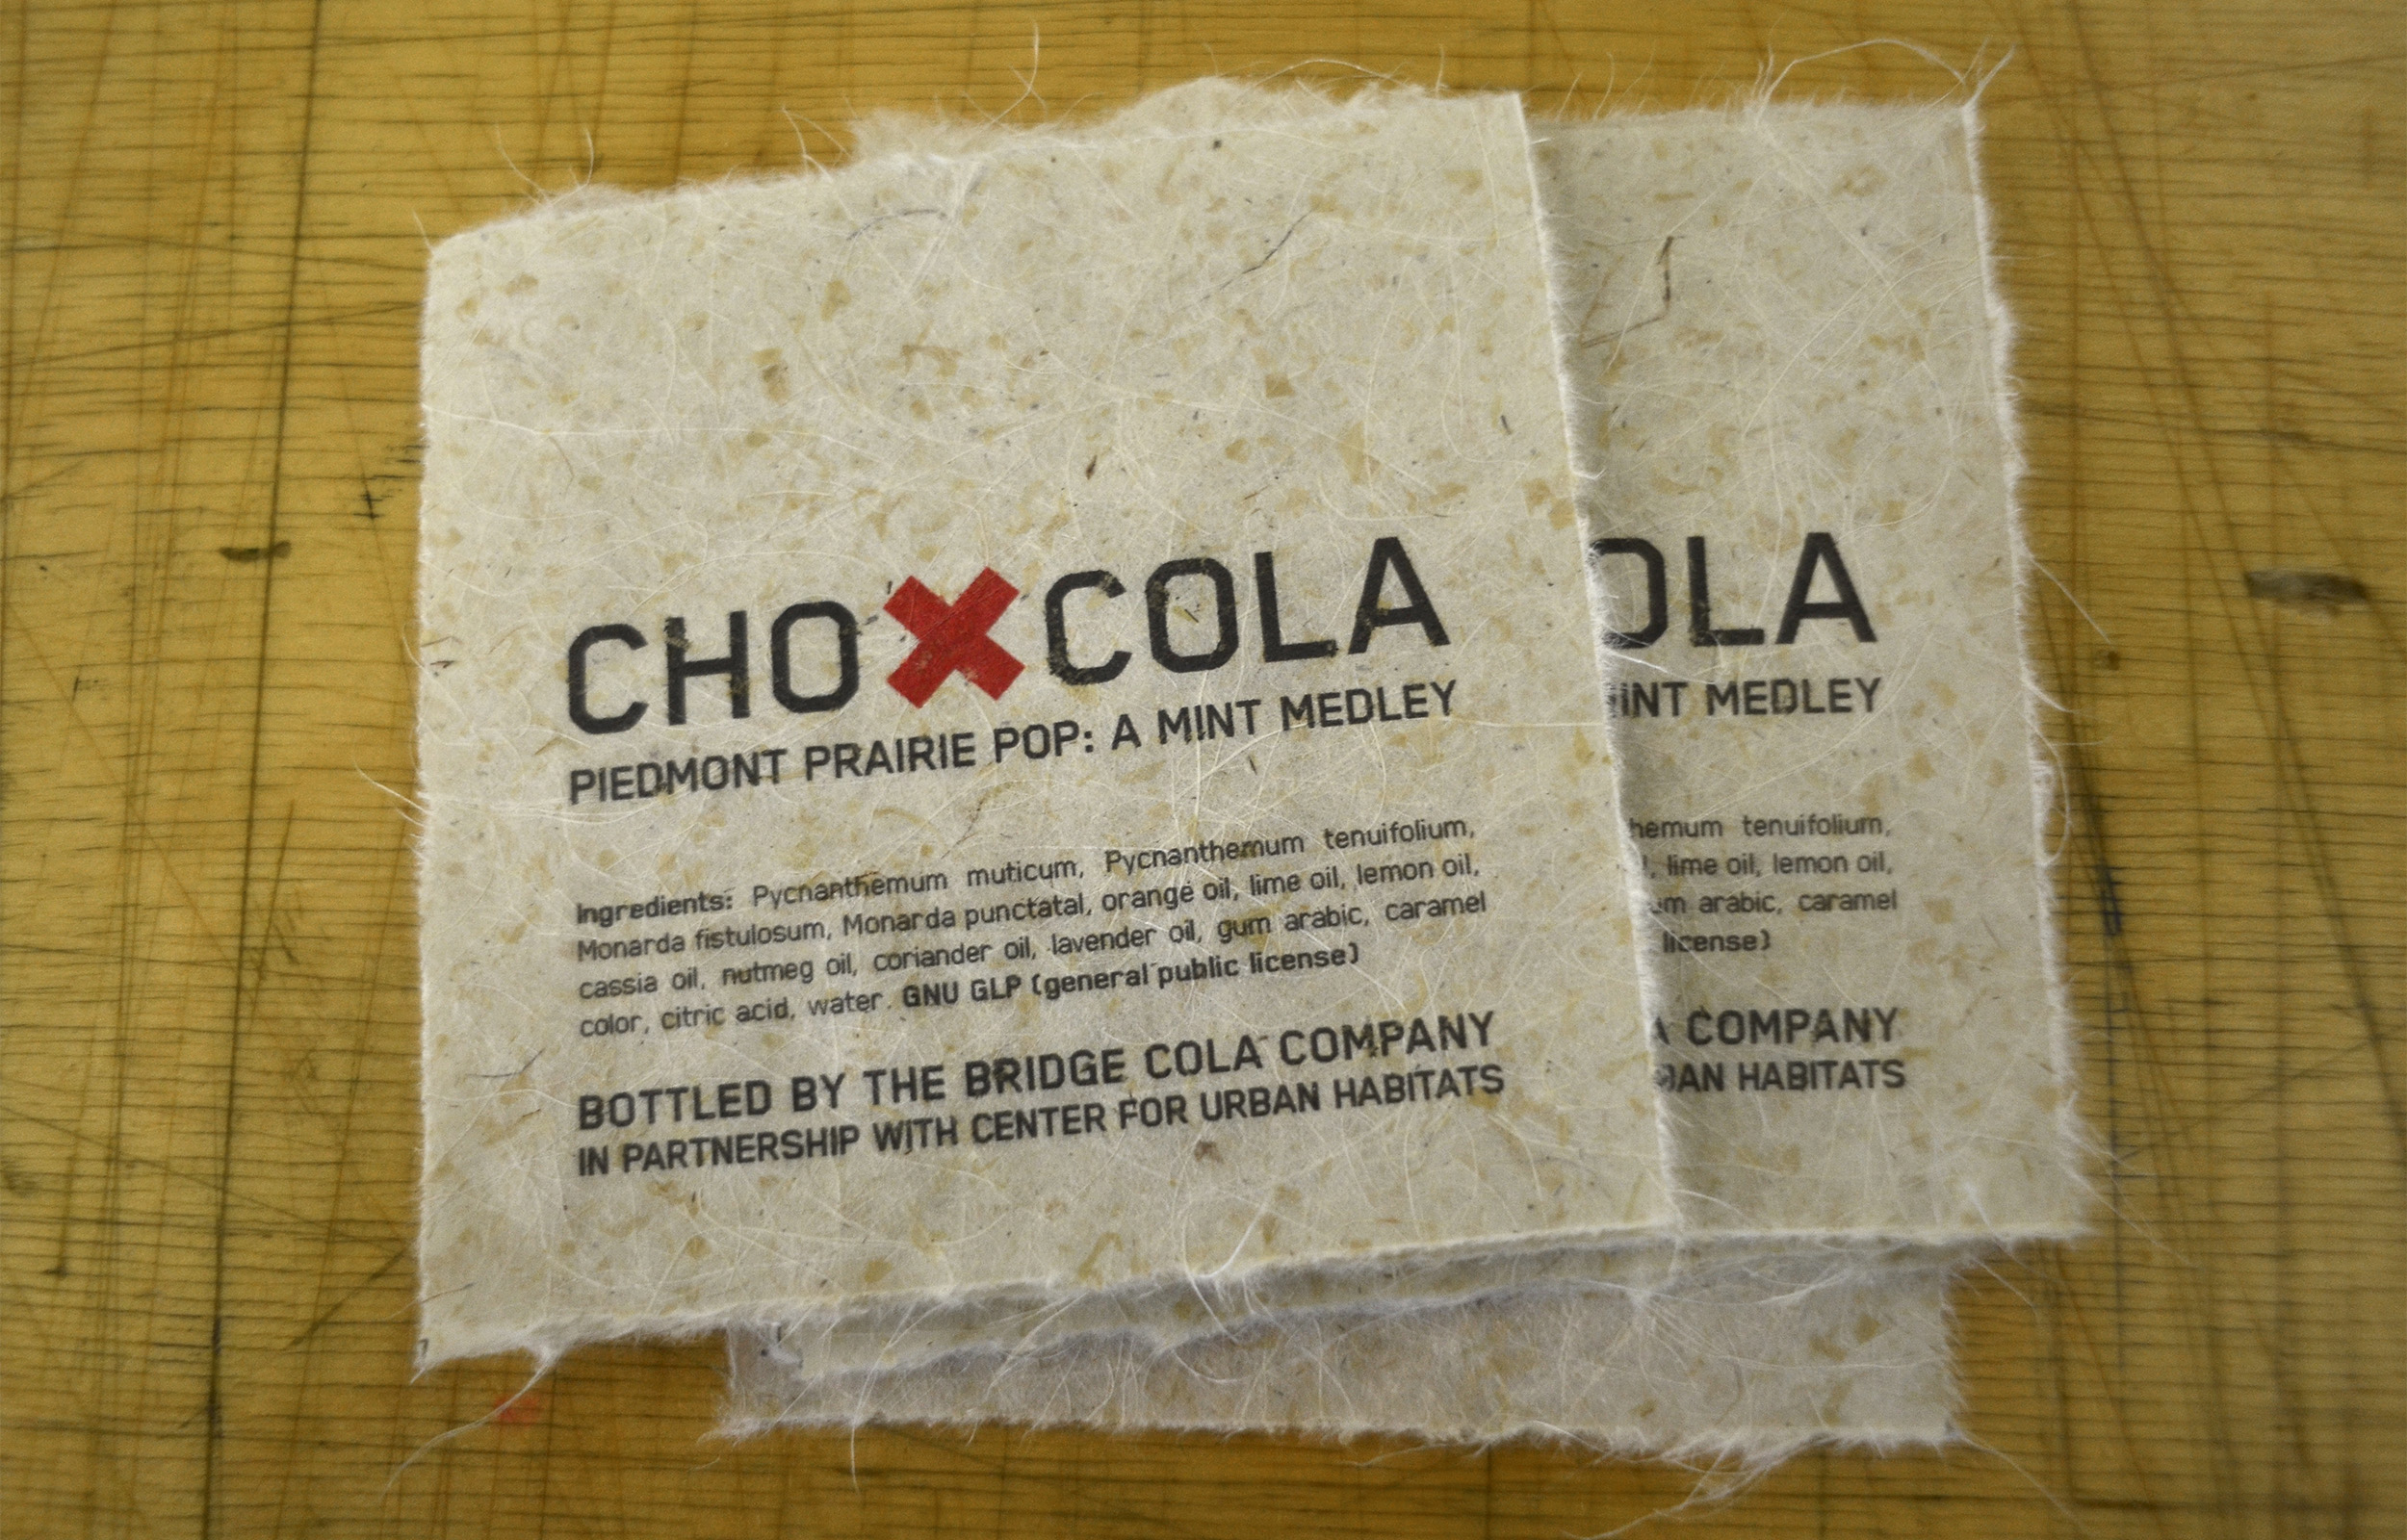 CHO✖COLA
PIEDMONT PRAIRIE POP: A MINT MEDLEY
Ingredients: Pycnanthemum muticum, Pycnanthemum tenuifolium,
Monarda fistulosum, Monarda punctatal, orange oil, lime oil, lemon oil,
cassia oil, nutmeg oil, coriander oil, lavender oil, gum arabic, caramel
color, citric acid, water. GNU GLP (general public license)
BOTTLED BY THE BRIDGE COLA COMPANY
IN PARTNERSHIP WITH CENTER FOR URBAN HABITATS
OLA
INT MEDLEY
hemum tenuifolium,
l, lime oil, lemon oil,
um arabic, caramel
license)
A COMPANY
BAN HABITATS